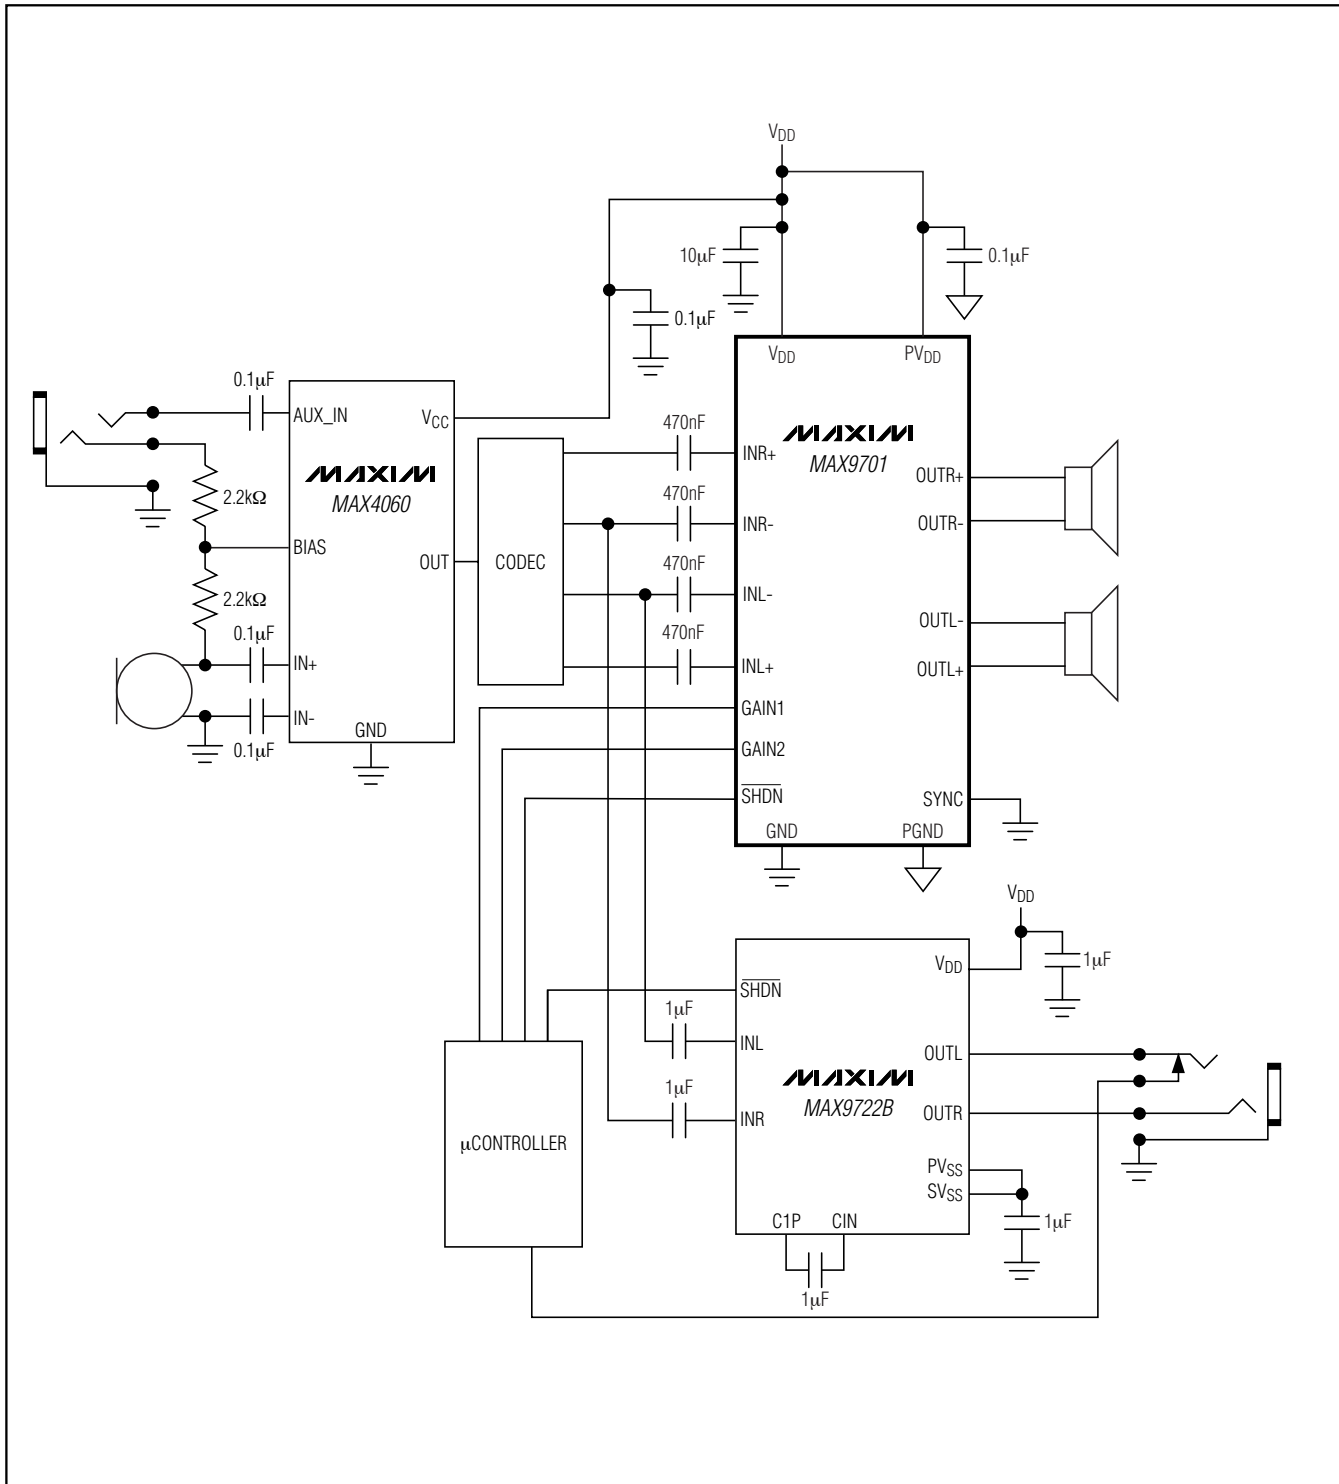 VDD
10µF
0.1µF
0.1µF
VDD
PVDD
0.1µF
AUX_IN
VCC
MAXIM
MAX4060
2.2kΩ
BIAS
OUT
2.2kΩ
0.1µF
IN+
IN-
0.1µF
GND
CODEC
470nF
470nF
470nF
470nF
INR+
INR-
INL-
INL+
GAIN1
GAIN2
SHDN
MAXIM
MAX9701
OUTR+
OUTR-
OUTL-
OUTL+
SYNC
GND
PGND
VDD
1µF
VDD
SHDN
1µF
INL
1µF
INR
MAXIM
MAX9722B
OUTL
OUTR
PVSS
SVSS
1µF
C1P
CIN
1µF
µCONTROLLER